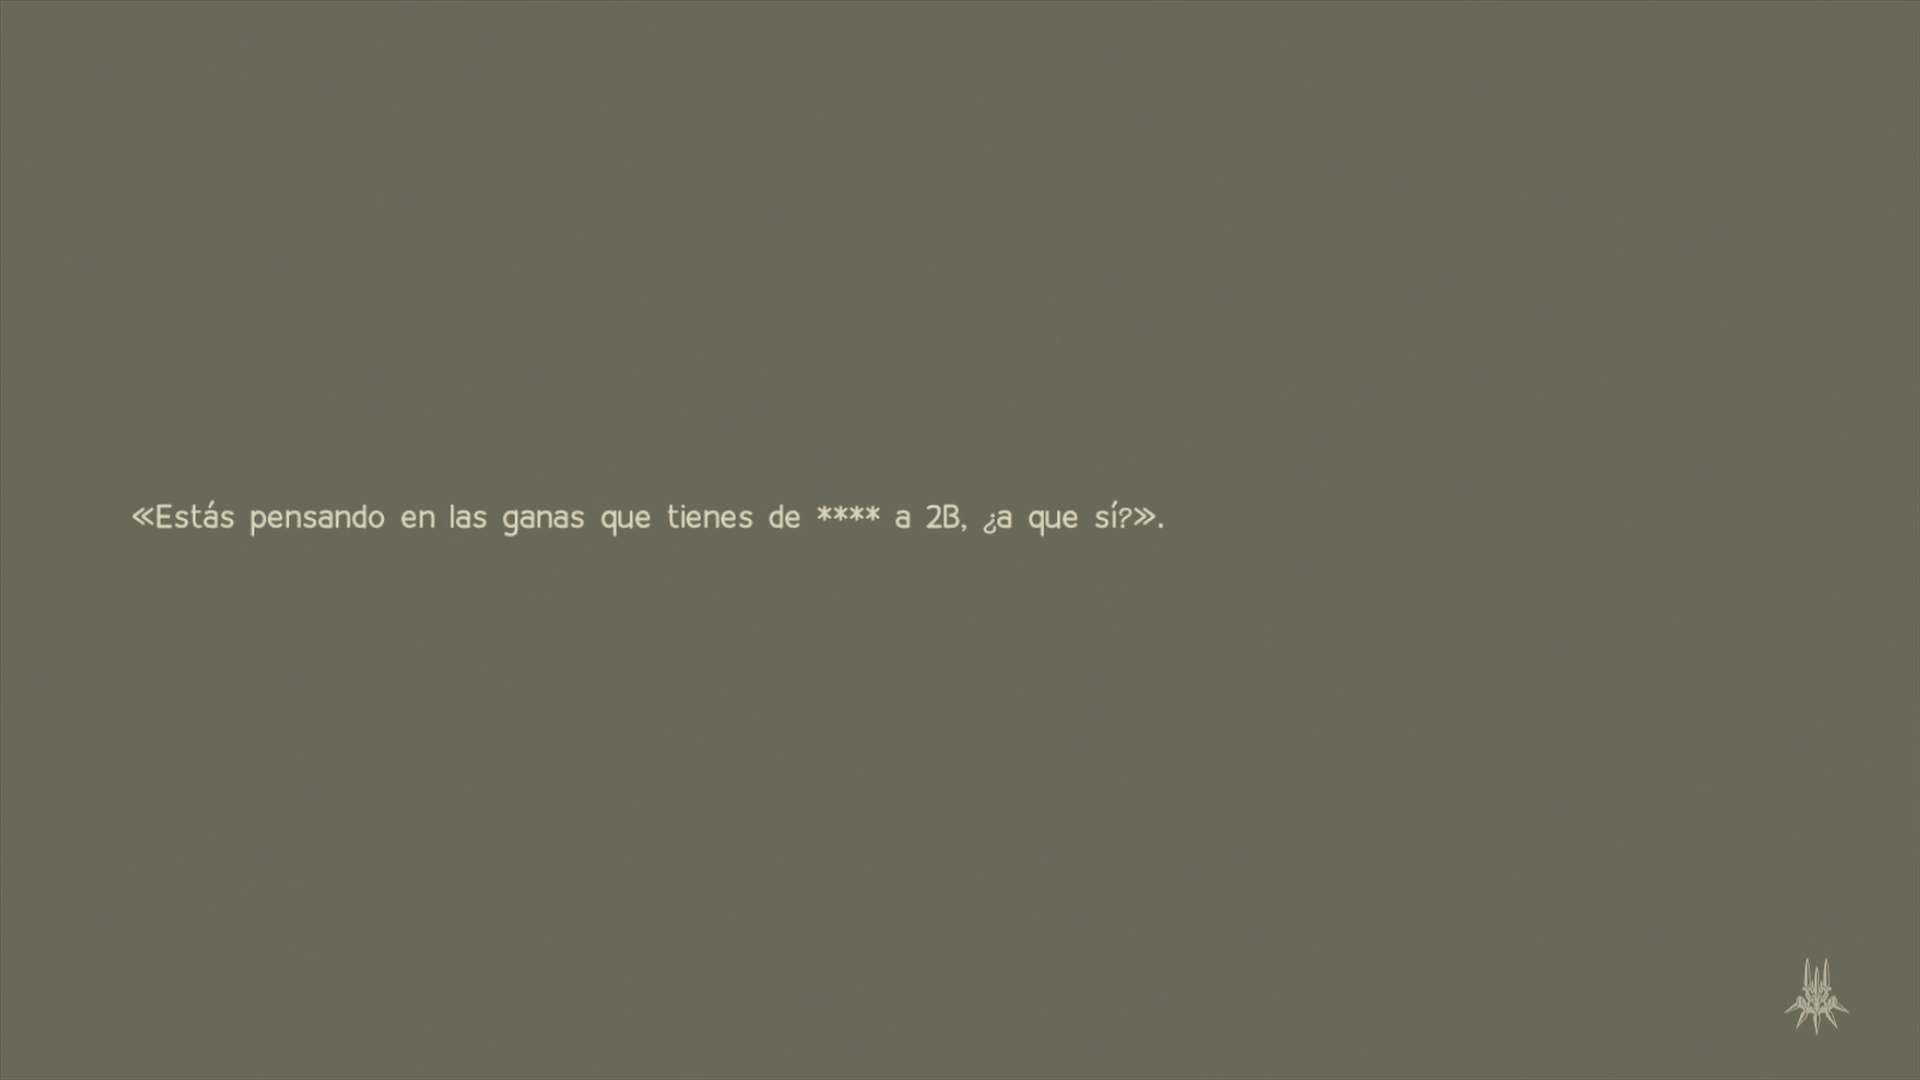 «Estás pensando en las ganas que tienes de **** a 2B, ¿a que sí?».